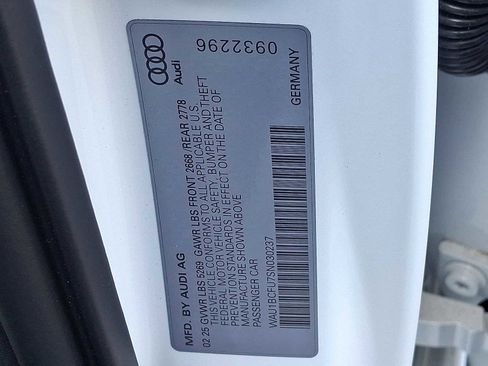 Audi
0932296
MFD. BY AUDI AG
GERMANY
02 25 GVWR LBS 5269 GAWR LBS FRONT 2668 /REAR 2778
THIS VEHICLE CONFORMS TO ALL APPLICABLE U.S.
FEDERAL MOTOR VEHICLE SAFETY, BUMPER AND THEFT
PREVENTION STANDARDS IN EFFECT ON THE DATE OF
MANUFACTURE SHOWN ABOVE
PASSENGER CAR
WAU1BCFU7SN030237